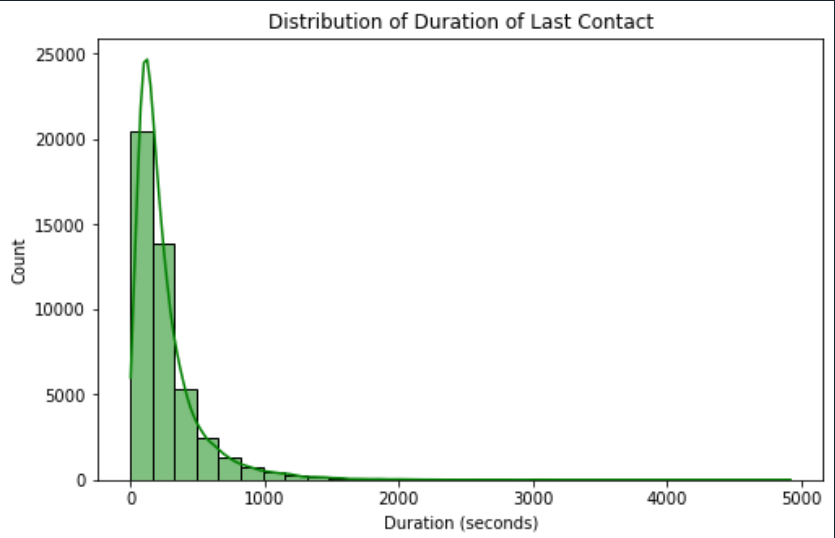 Distribution of Duration of Last Contact
25000
20000
15000
10000
5000
0
Count
0 1000 2000 3000 4000 5000
Duration (seconds)